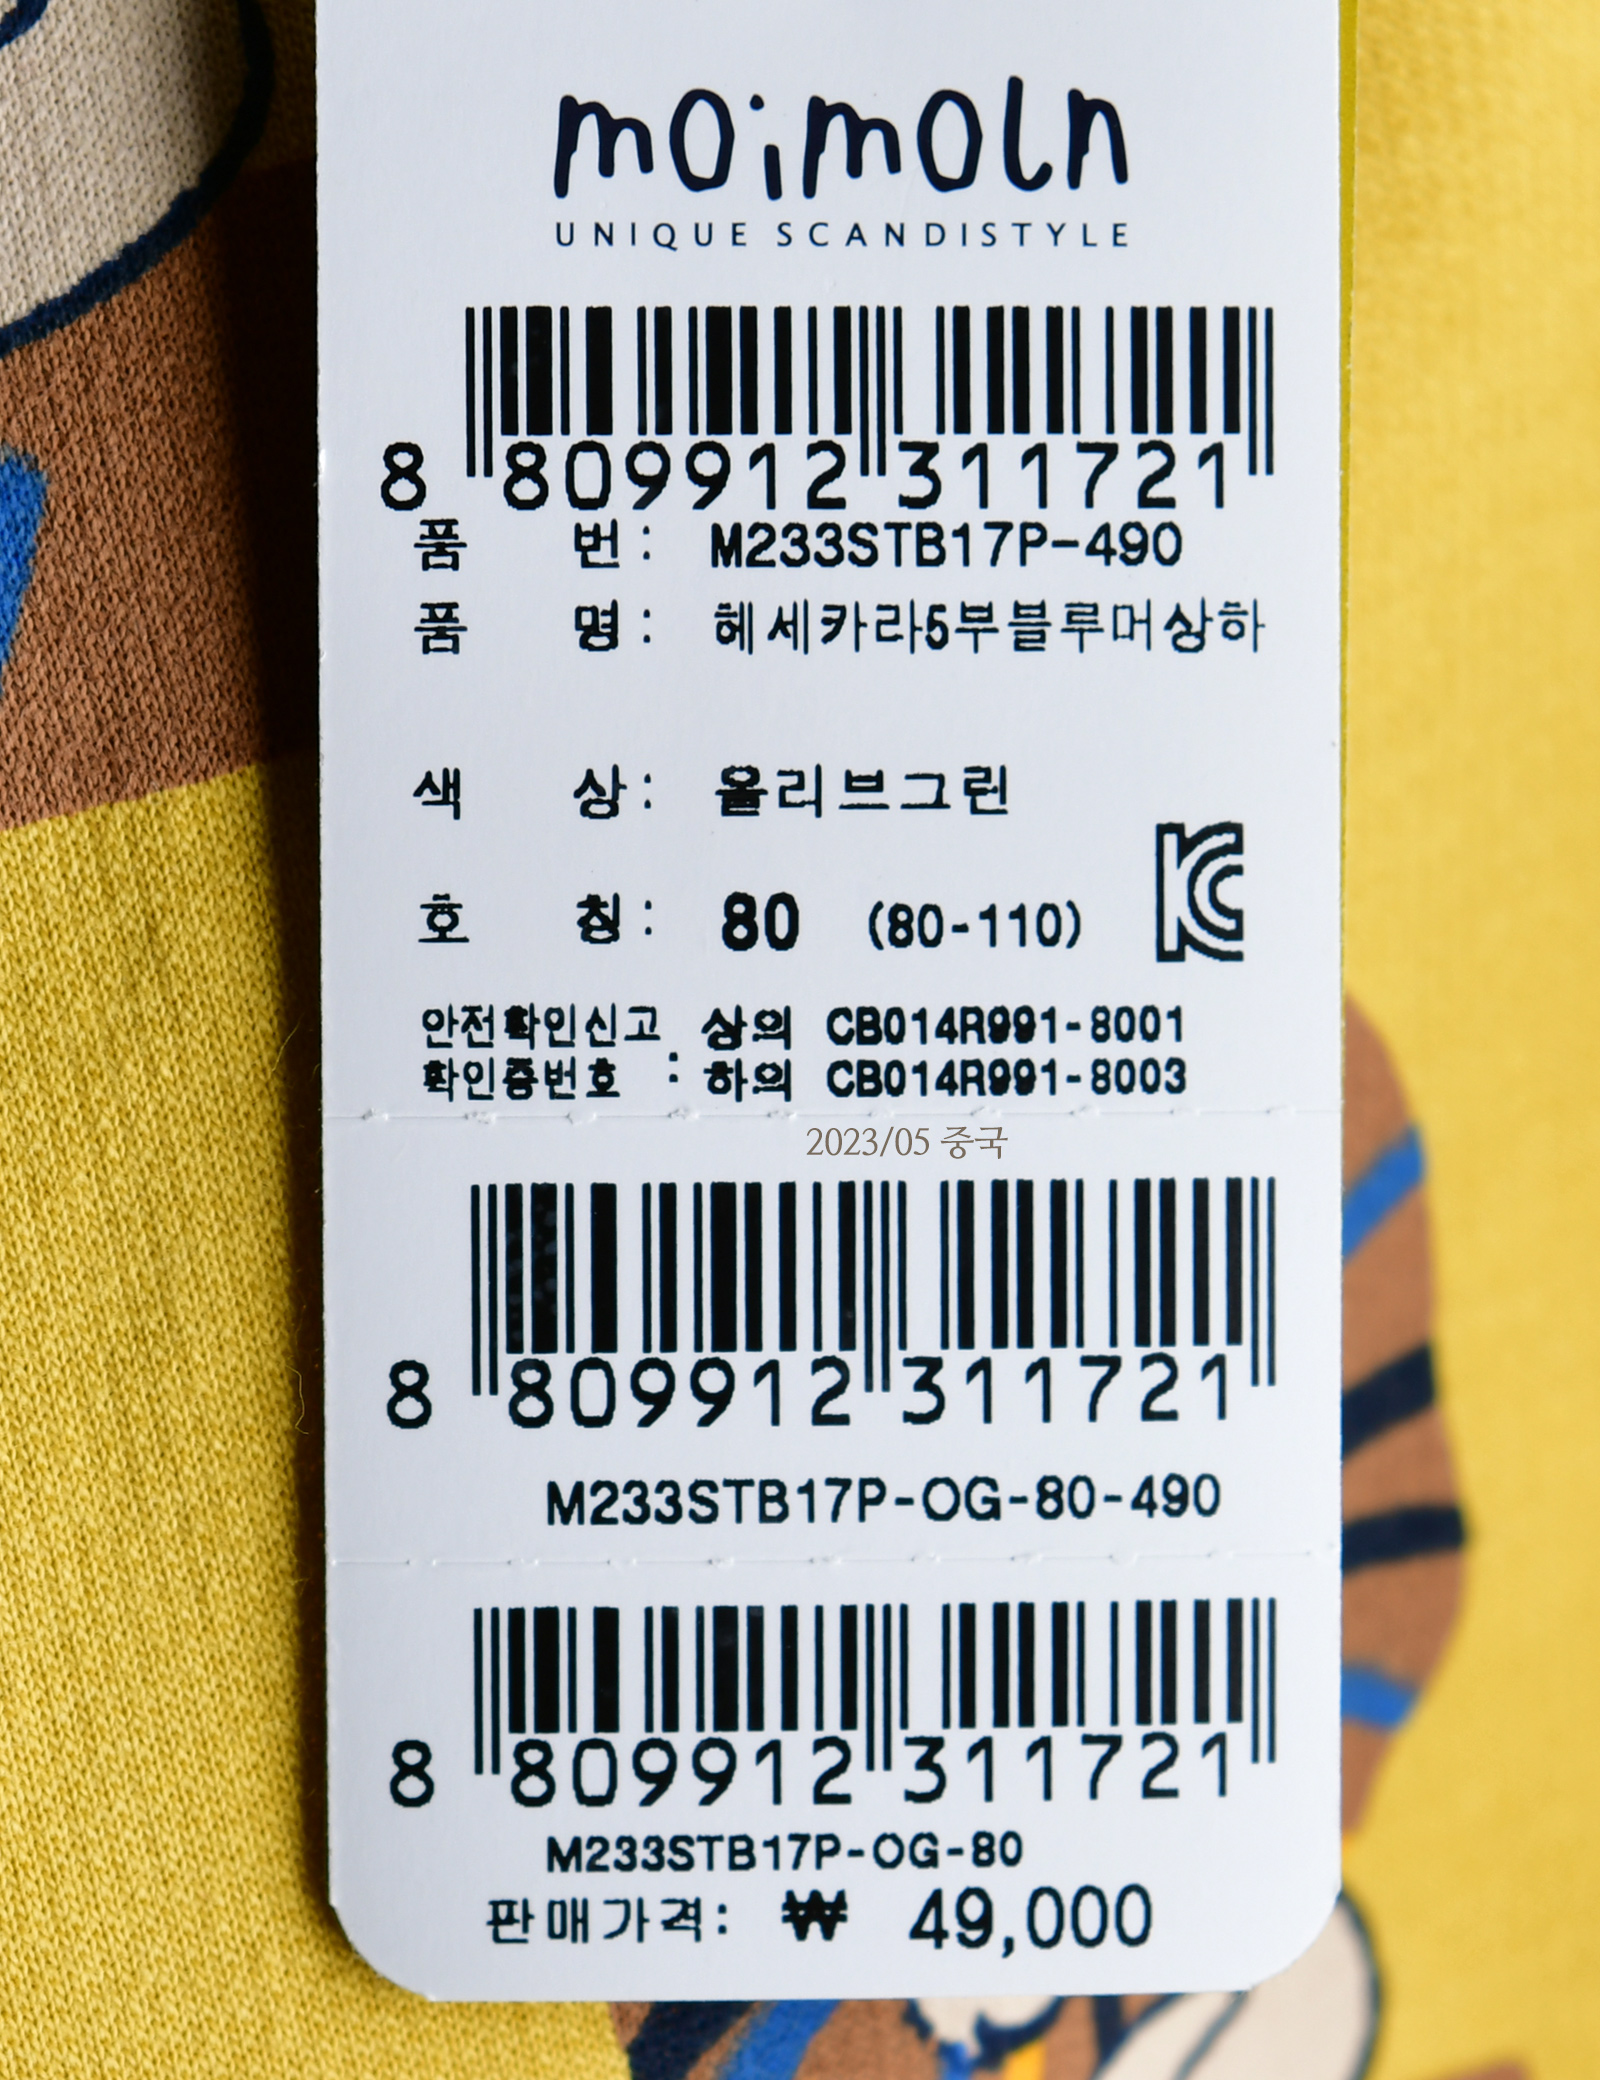 moimoln
UNIQUE SCANDISTYLE
8 809912 311721
품 번 : M233STB17P-490
품 명 : 헤세카라5부블루머상하
색 상 : 올리브그린
호 칭 : 80 (80-110)
안전확인신고 상의 CB014R991-8001
확인증번호 : 하의 CB014R991-8003
2023/05 중국
8 809912 311721
M233STB17P-OG-80-490
8 809912 311721
M233STB17P-OG-80
판매가격: ₩ 49,000